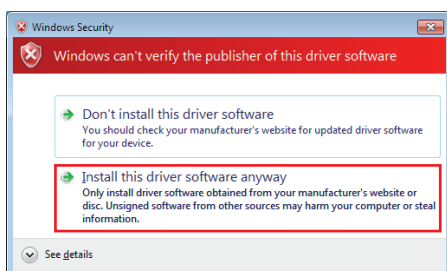 Windows Security
Windows can't verify the publisher of this driver software
Don't install this driver software
You should check your manufacturer's website for updated driver software
for your device.
Install this driver software anyway
Only install driver software obtained from your manufacturer's website or
disc. Unsigned software from other sources may harm your computer or steal
information.
See details